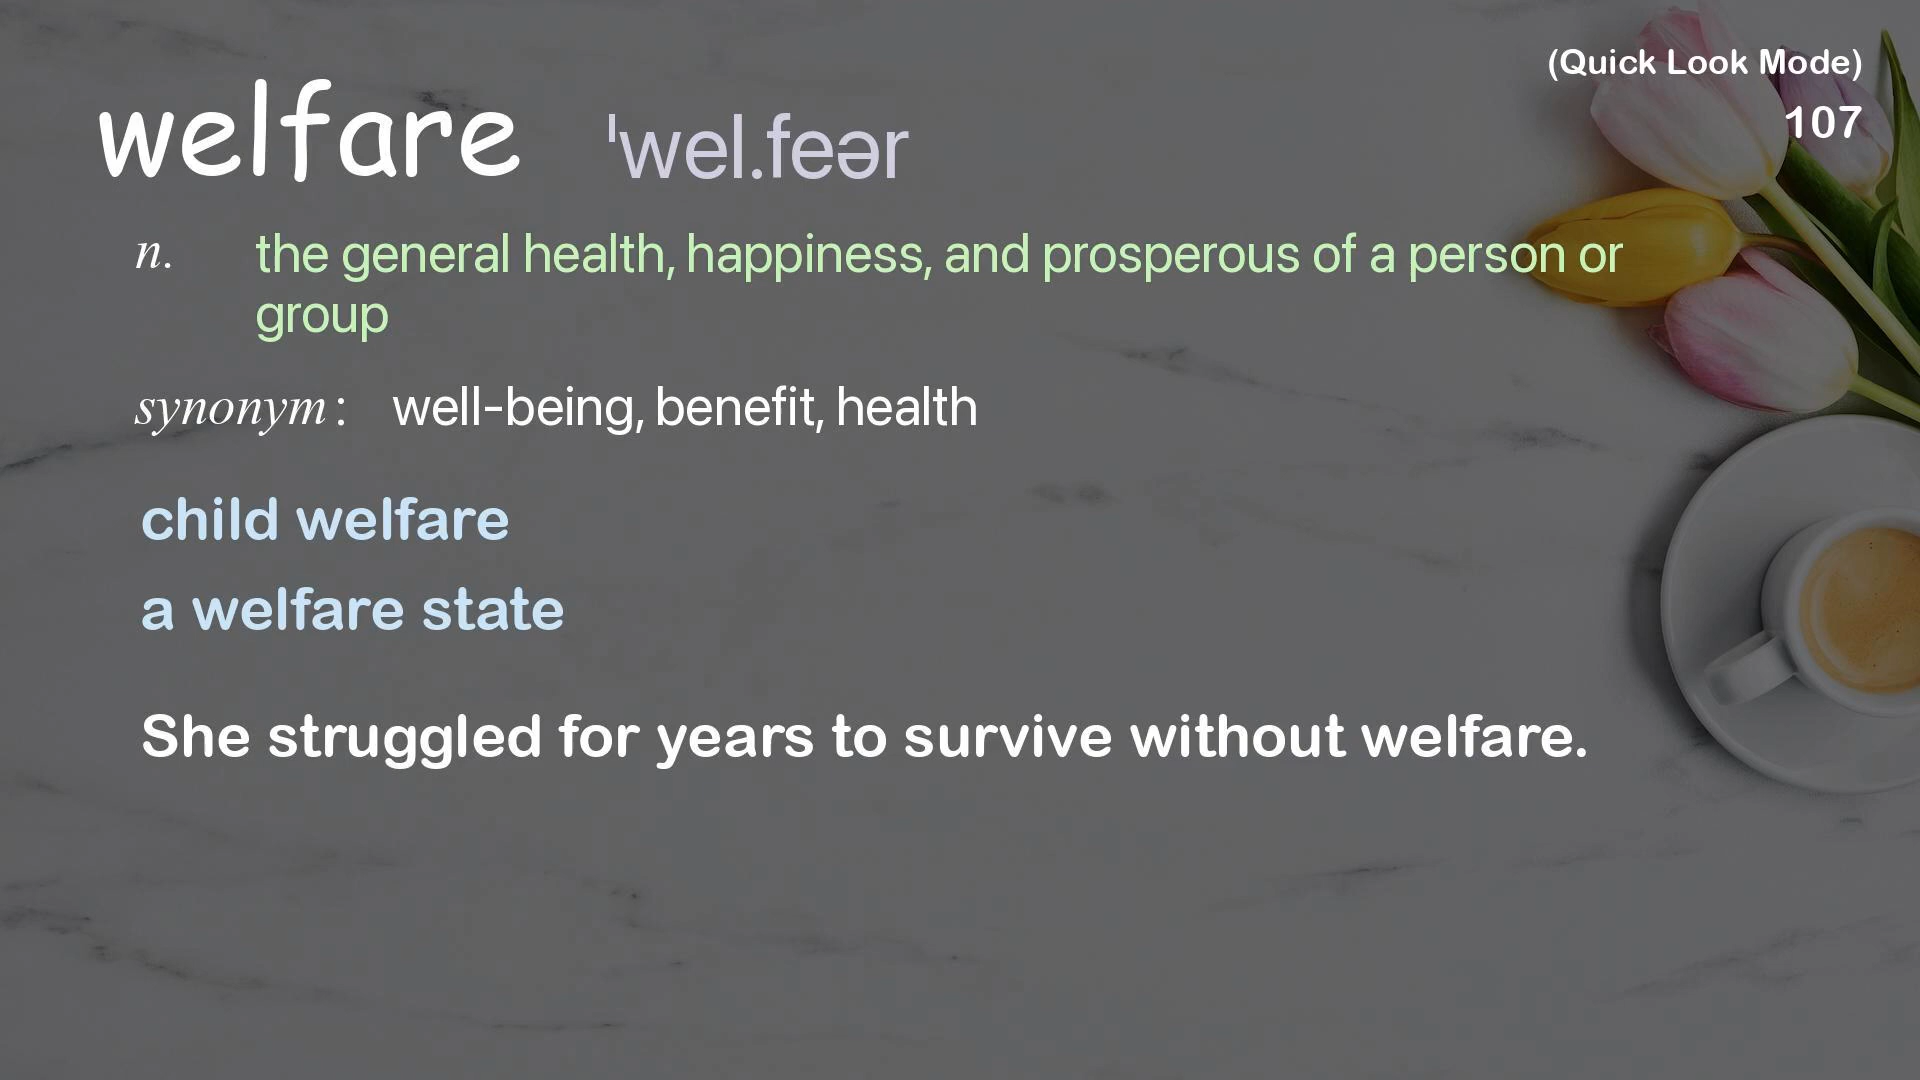 (Quick Look Mode)
107
welfare ˈwel.feər
n. the general health, happiness, and prosperous of a person or
group
synonym: well-being, benefit, health
child welfare
a welfare state
She struggled for years to survive without welfare.